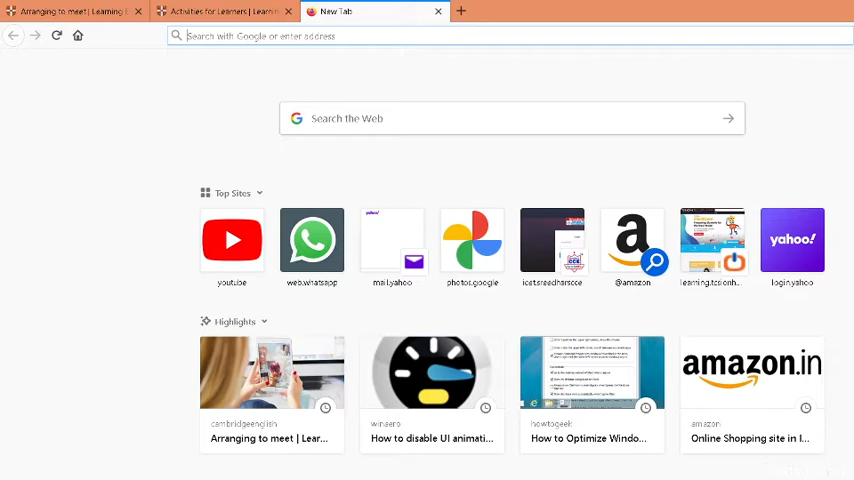 Arranging to meet | Learning E
Activities for Learners | Learnin
New Tab
Search with Google or enter address
Search the Web
Top Sites
yahoo!
yahoo!
youtube
web.whatsapp
mail.yahoo
photos.google
icet.sreedharscce
@amazon
learning.tcsionh...
login.yahoo
Highlights
amazon.in
cambridgeenglish
winaero
howtogeek
amazon
Arranging to meet | Lear...
How to disable UI animati...
How to Optimize Windo...
Online Shopping site in I...